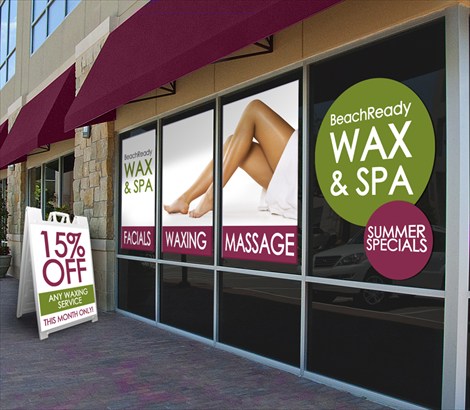 15%
OFF
ANY WAXING
SERVICE
THIS MONTH ONLY!
BeachReady
WAX
& SPA
FACIALS
WAXING
MASSAGE
BeachReady
WAX
& SPA
SUMMER
SPECIALS